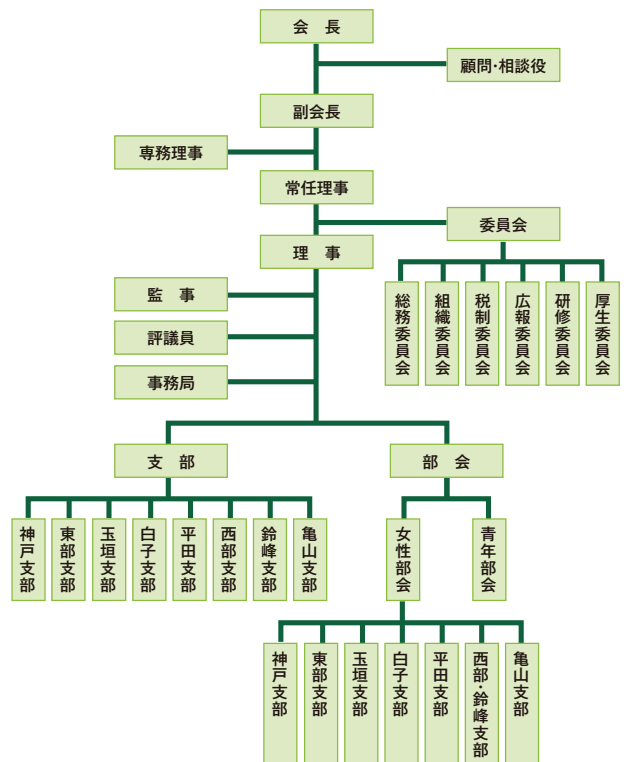 会　長
顧問・相談役
副会長
専務理事
常任理事
委員会
理　事
監　事
評議員
事務局
総務委員会
組織委員会
税制委員会
広報委員会
研修委員会
厚生委員会
支　部
部　会
神戸支部
東部支部
玉垣支部
白子支部
平田支部
西部支部
鈴峰支部
亀山支部
女性部会
青年部会
神戸支部
東部支部
玉垣支部
白子支部
平田支部
西部・鈴峰支部
亀山支部